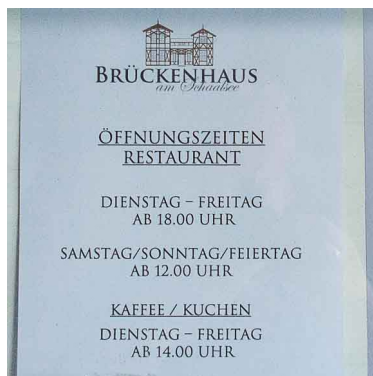 BRÜCKENHAUS
am Schaalsee
ÖFFNUNGSZEITEN
RESTAURANT
DIENSTAG – FREITAG
AB 18.00 UHR
SAMSTAG/SONNTAG/FEIERTAG
AB 12.00 UHR
KAFFEE / KUCHEN
DIENSTAG – FREITAG
AB 14.00 UHR